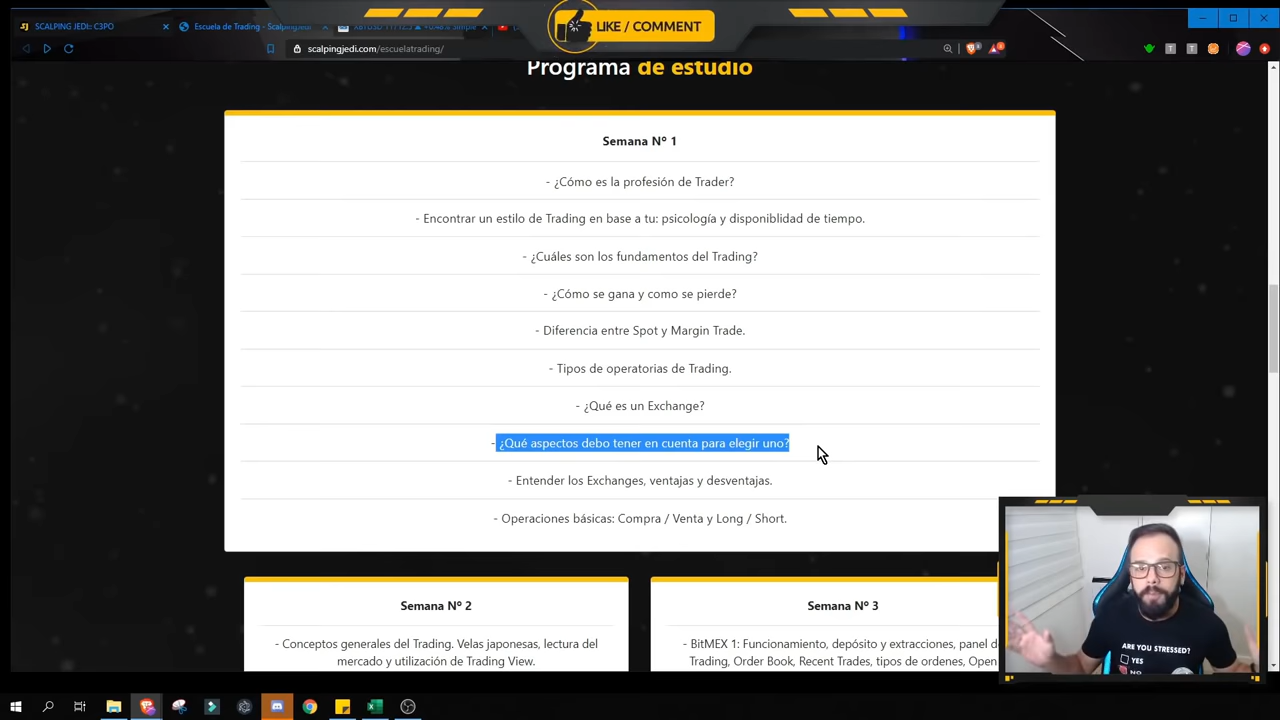 SCALPING JEDI: C3PO
Escuela de Trading - Scalpingjedi
LIKE / COMMENT
scalpingjedi.com/escuelatrading/
Programa de estudio
Semana Nº 1
- ¿Cómo es la profesión de Trader?
- Encontrar un estilo de Trading en base a tu: psicología y disponiblidad de tiempo.
- ¿Cuáles son los fundamentos del Trading?
- ¿Cómo se gana y como se pierde?
- Diferencia entre Spot y Margin Trade.
- Tipos de operatorias de Trading.
- ¿Qué es un Exchange?
- ¿Qué aspectos debo tener en cuenta para elegir uno?
- Entender los Exchanges, ventajas y desventajas.
- Operaciones básicas: Compra / Venta y Long / Short.
Semana Nº 2
- Conceptos generales del Trading. Velas japonesas, lectura del
mercado y utilización de Trading View.
Semana Nº 3
- BitMEX 1: Funcionamiento, depósito y extracciones, panel de
Trading, Order Book, Recent Trades, tipos de ordenes, Open
ARE YOU STRESSED?
YES
NO